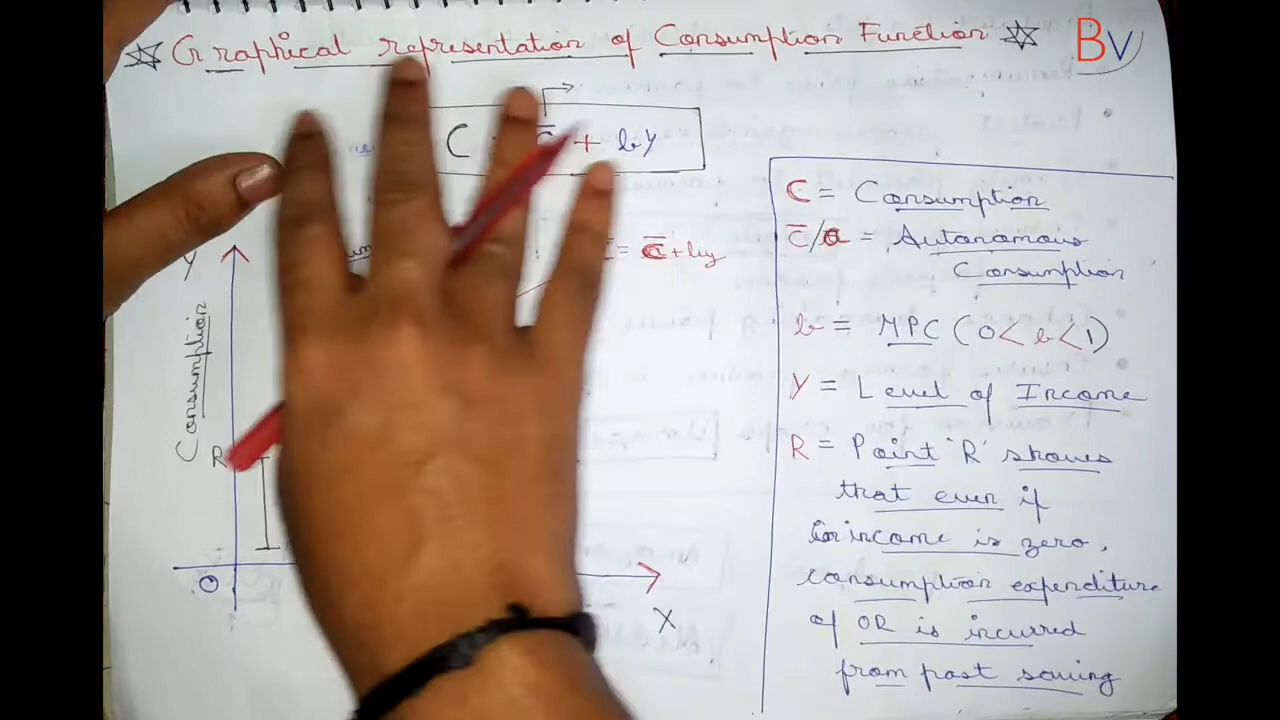 ☆ Graphical representation of Consumption Function ☆
BV
C + bY
C = Consumption
C̅/a = Autonomous
Consumption
= a̅ + by
b = MPC (0 < b < 1)
Y = Level of Income
R = Point 'R' shows
that even if
income is zero,
consumption expenditure
of OR is incurred
from past saving
Y
Consumption
R
O
X